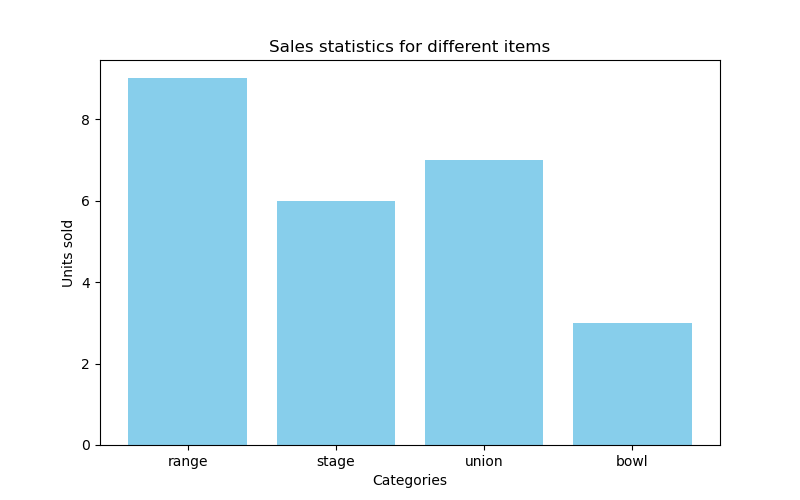 Sales statistics for different items
Units sold
8
6
4
2
0
range stage union bowl
Categories